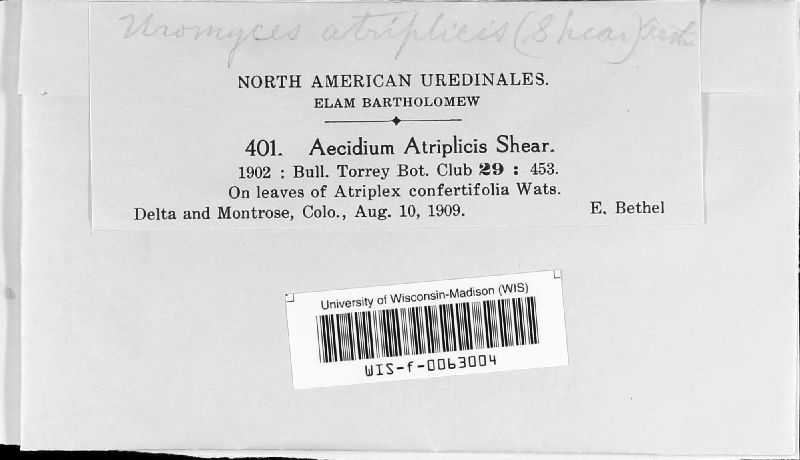 Uromyces atriplicis (Shear) Arth.
NORTH AMERICAN UREDINALES.
ELAM BARTHOLOMEW
401. Aecidium Atriplicis Shear.
1902 : Bull. Torrey Bot. Club 29 : 453.
On leaves of Atriplex confertifolia Wats.
Delta and Montrose, Colo., Aug. 10, 1909. E. Bethel
University of Wisconsin-Madison (WIS)
WIS-f-0063004